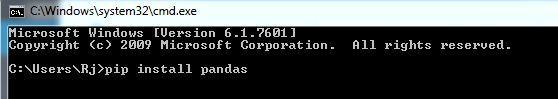 C:\Windows\system32\cmd.exe
Microsoft Windows [Version 6.1.7601]
Copyright (c) 2009 Microsoft Corporation.  All rights reserved.
C:\Users\Rj>pip install pandas